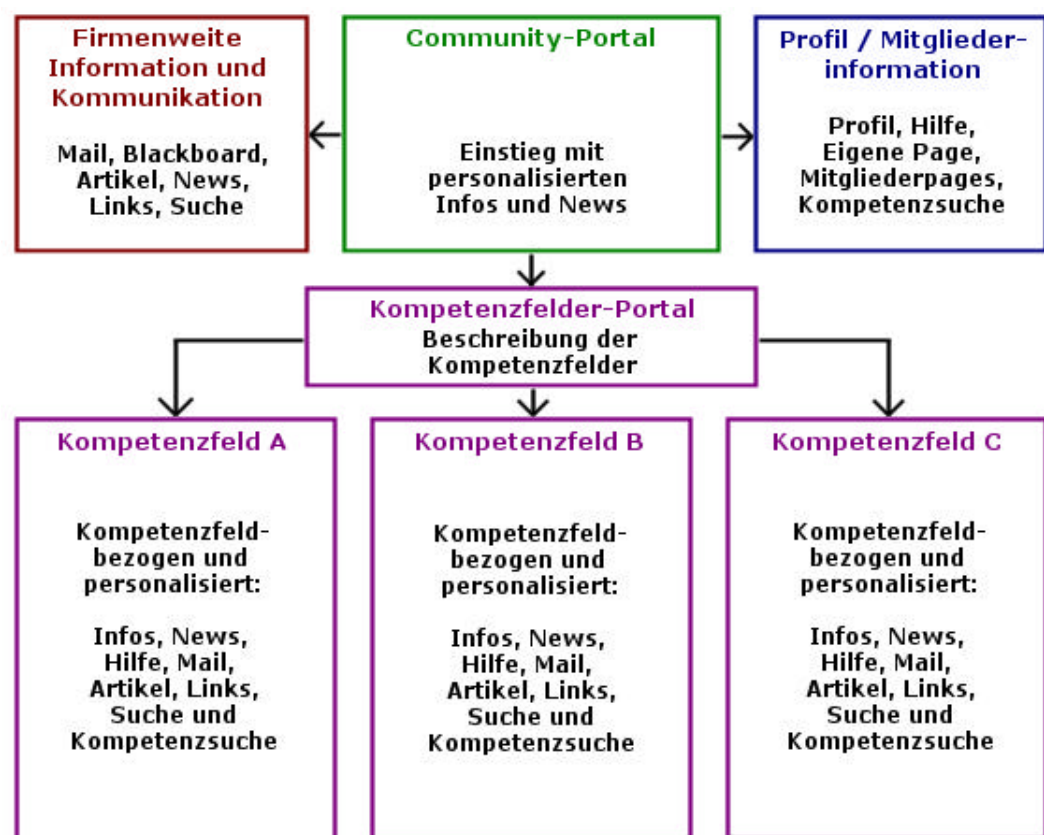 Firmenweite
Information und
Kommunikation
Mail, Blackboard,
Artikel, News,
Links, Suche
Community-Portal
Einstieg mit
personalisierten
Infos und News
Profil / Mitglieder-
information
Profil, Hilfe,
Eigene Page,
Mitgliederpages,
Kompetenzsuche
Kompetenzfelder-Portal
Beschreibung der
Kompetenzfelder
Kompetenzfeld A
Kompetenzfeld-
bezogen und
personalisiert:
Infos, News,
Hilfe, Mail,
Artikel, Links,
Suche und
Kompetenzsuche
Kompetenzfeld B
Kompetenzfeld-
bezogen und
personalisiert:
Infos, News,
Hilfe, Mail,
Artikel, Links,
Suche und
Kompetenzsuche
Kompetenzfeld C
Kompetenzfeld-
bezogen und
personalisiert:
Infos, News,
Hilfe, Mail,
Artikel, Links,
Suche und
Kompetenzsuche